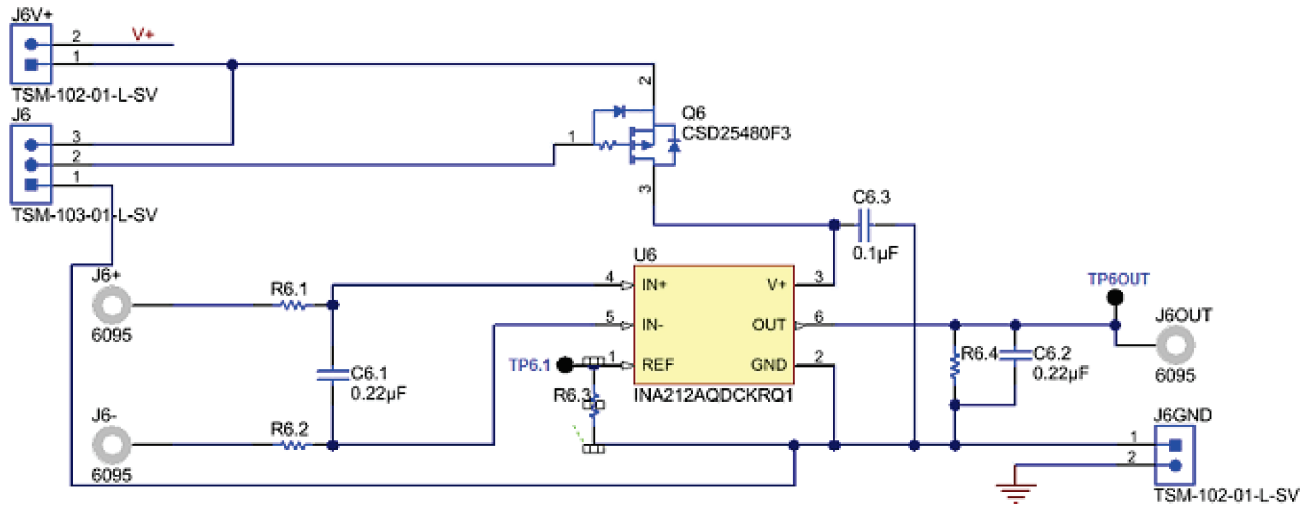 J6V+
2
V+
1
TSM-102-01-L-SV
J6
3
2
1
TSM-103-01-L-SV
2
Q6
CSD25480F3
1
3
C6.3
0.1µF
J6+
6095
R6.1
U6
4
IN+
V+
3
5
IN-
OUT
6
TP6.1
1
REF
GND
2
INA212AQDCKRQ1
R6.3
C6.1
0.22µF
J6-
6095
R6.2
TP6OUT
J6OUT
6095
R6.4
C6.2
0.22µF
J6GND
1
2
TSM-102-01-L-SV